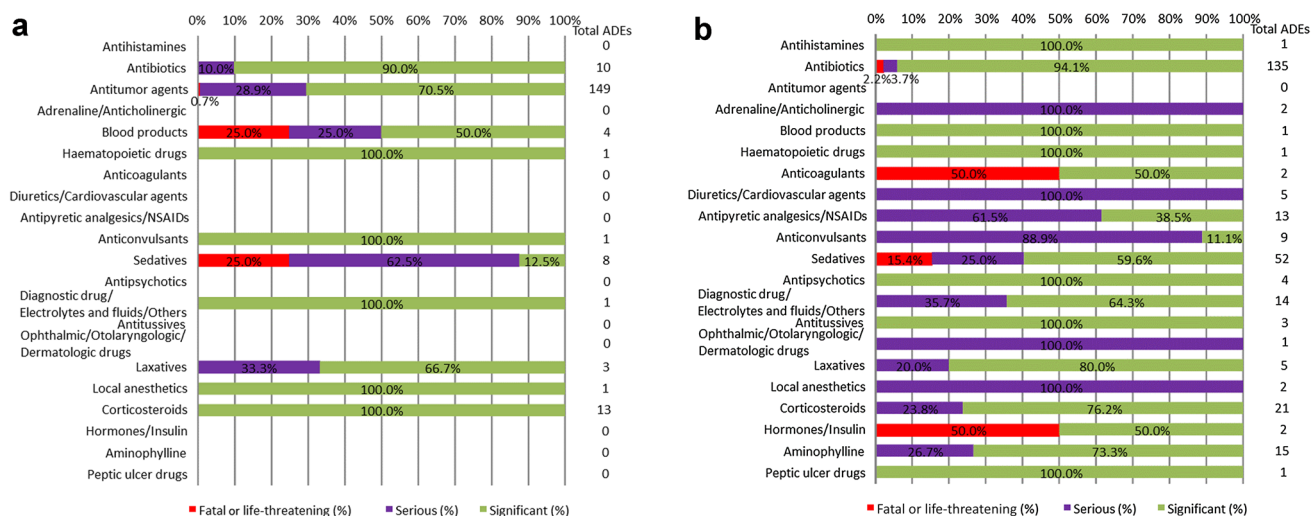 a
0% 10% 20% 30% 40% 50% 60% 70% 80% 90% 100%
Total ADEs
Antihistamines 0
Antibiotics 10.0% 90.0% 10
Antitumor agents 28.9% 70.5% 149
0.7%
Adrenaline/Anticholinergic 0
Blood products 25.0% 25.0% 50.0% 4
Haematopoietic drugs 100.0% 1
Anticoagulants 0
Diuretics/Cardiovascular agents 0
Antipyretic analgesics/NSAIDs 0
Anticonvulsants 100.0% 1
Sedatives 25.0% 62.5% 12.5% 8
Antipsychotics 0
Diagnostic drug/
Electrolytes and fluids/Others 100.0% 1
Antitussives 0
Ophthalmic/Otolaryngologic/
Dermatologic drugs 0
Laxatives 33.3% 66.7% 3
Local anesthetics 100.0% 1
Corticosteroids 100.0% 13
Hormones/Insulin 0
Aminophylline 0
Peptic ulcer drugs 0
Fatal or life-threatening (%) Serious (%) Significant (%)
b
0% 10% 20% 30% 40% 50% 60% 70% 80% 90% 100%
Total ADEs
Antihistamines 100.0% 1
Antibiotics 94.1% 135
2.2% 3.7%
Antitumor agents 0
Adrenaline/Anticholinergic 100.0% 2
Blood products 100.0% 1
Haematopoietic drugs 100.0% 1
Anticoagulants 50.0% 50.0% 2
Diuretics/Cardiovascular agents 100.0% 5
Antipyretic analgesics/NSAIDs 61.5% 38.5% 13
Anticonvulsants 88.9% 11.1% 9
Sedatives 15.4% 25.0% 59.6% 52
Antipsychotics 100.0% 4
Diagnostic drug/
Electrolytes and fluids/Others 35.7% 64.3% 14
Antitussives 100.0% 3
Ophthalmic/Otolaryngologic/
Dermatologic drugs 100.0% 1
Laxatives 20.0% 80.0% 5
Local anesthetics 100.0% 2
Corticosteroids 23.8% 76.2% 21
Hormones/Insulin 50.0% 50.0% 2
Aminophylline 26.7% 73.3% 15
Peptic ulcer drugs 100.0% 1
Fatal or life-threatening (%) Serious (%) Significant (%)